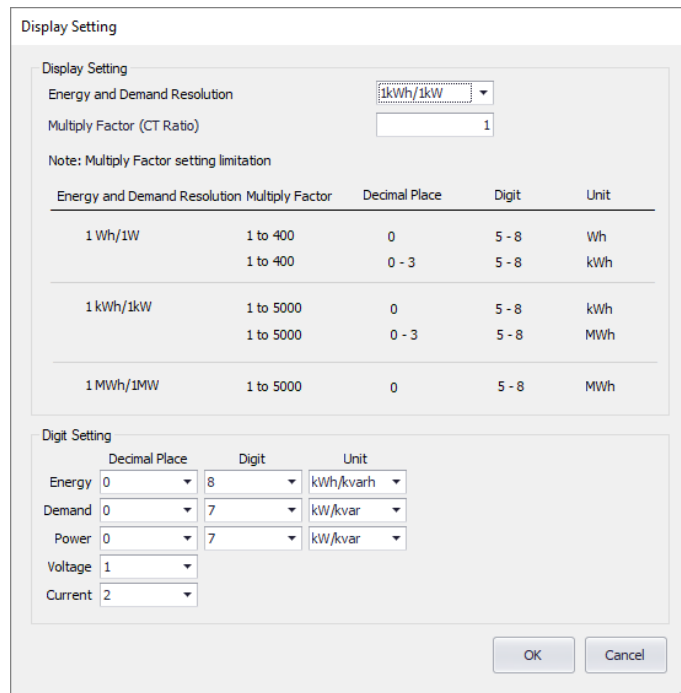 Display Setting
Display Setting
Energy and Demand Resolution 1kWh/1kW
Multiply Factor (CT Ratio) 1
Note: Multiply Factor setting limitation
Energy and Demand Resolution Multiply Factor Decimal Place Digit Unit
1 Wh/1W 1 to 400 0 5 - 8 Wh
1 to 400 0 - 3 5 - 8 kWh
1 kWh/1kW 1 to 5000 0 5 - 8 kWh
1 to 5000 0 - 3 5 - 8 MWh
1 MWh/1MW 1 to 5000 0 5 - 8 MWh
Digit Setting
Decimal Place Digit Unit
Energy 0 8 kWh/kvarh
Demand 0 7 kW/kvar
Power 0 7 kW/kvar
Voltage 1
Current 2
OK Cancel